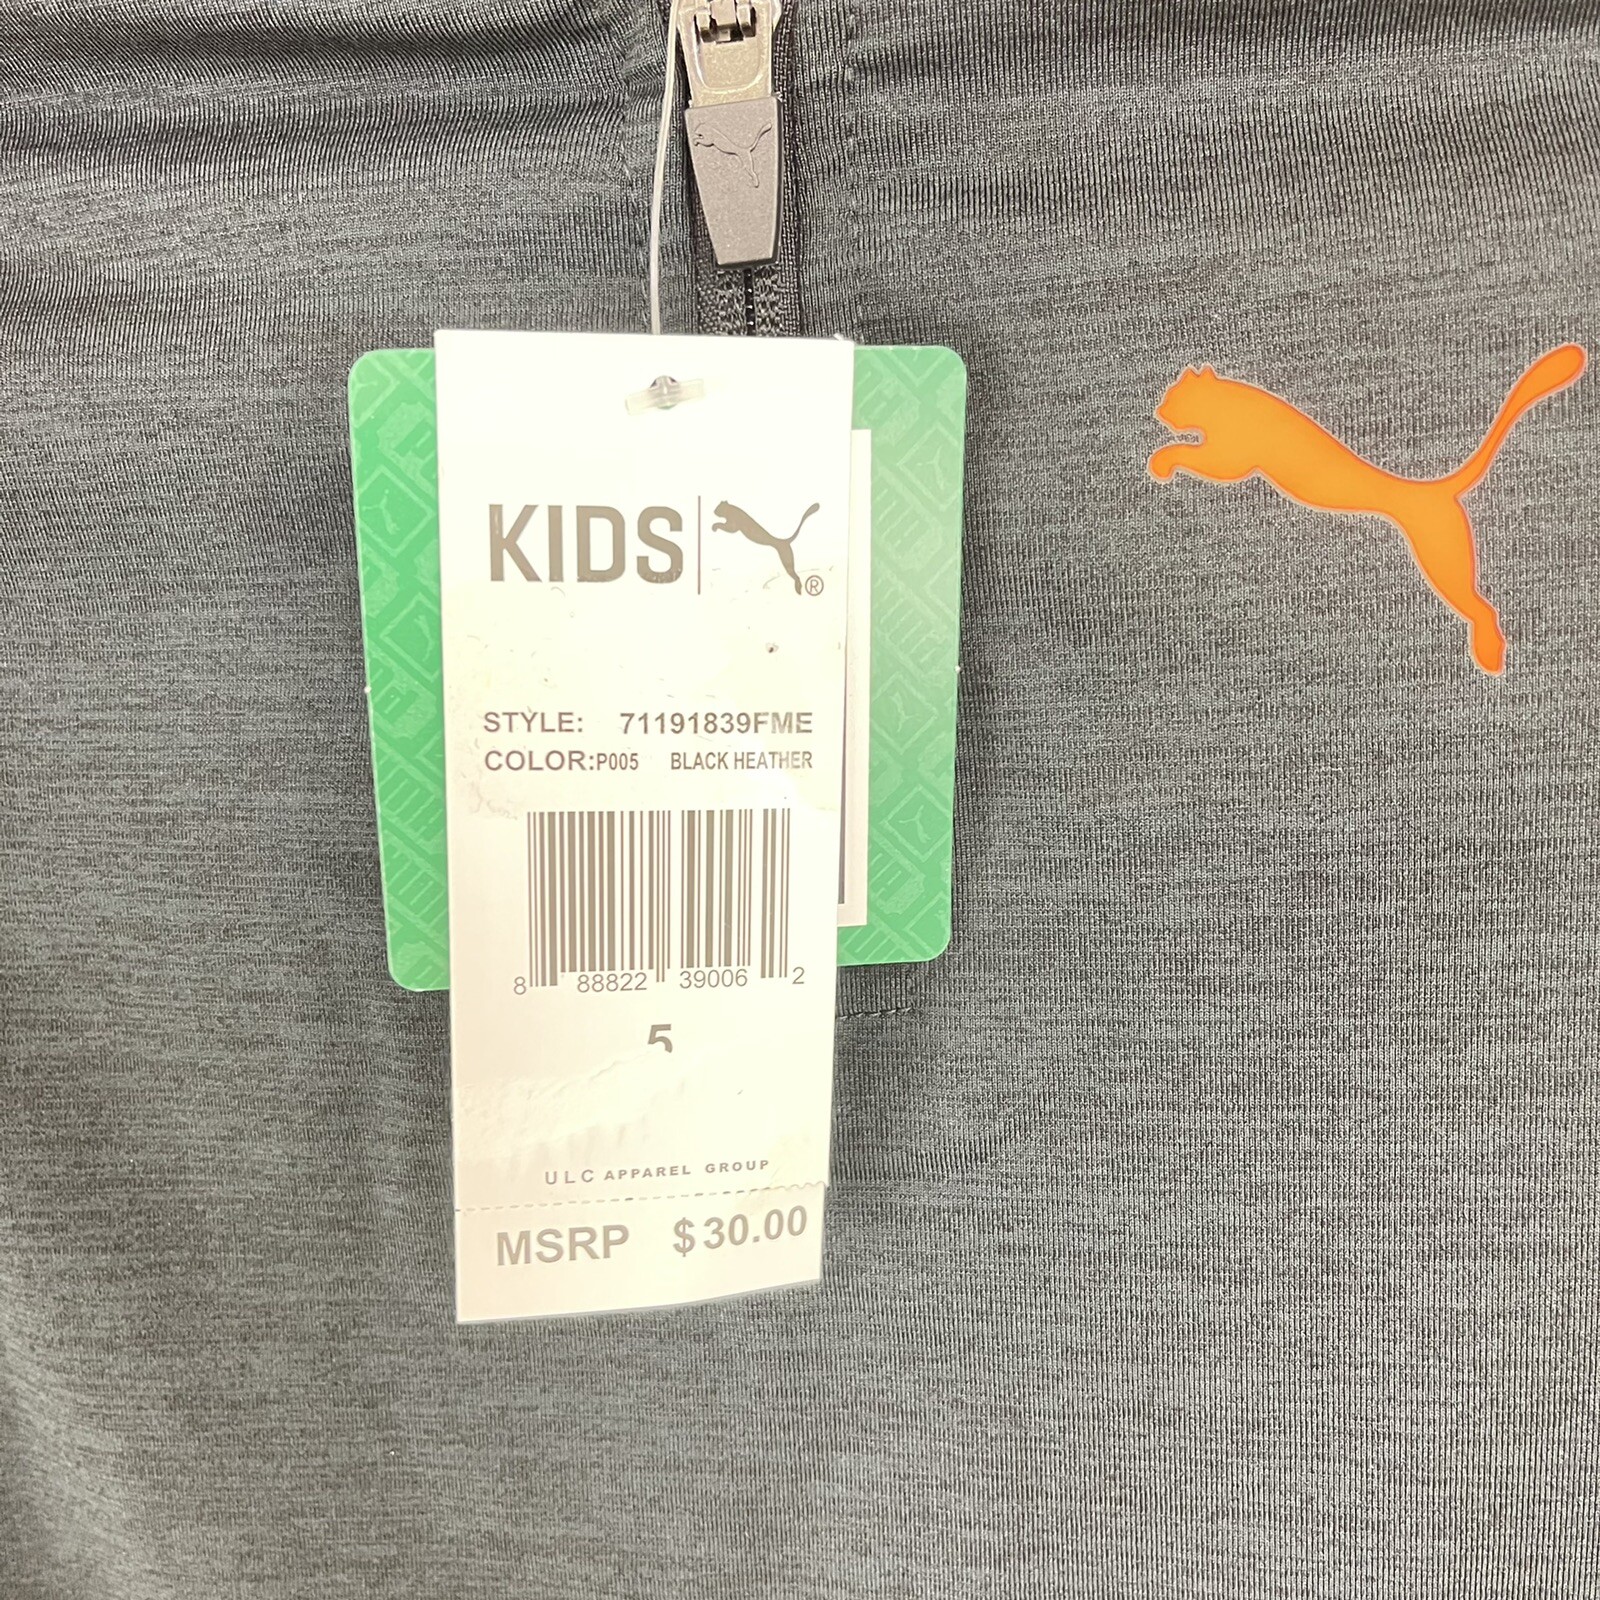 KIDS ®
STYLE: 71191839FME
COLOR:P005 BLACK HEATHER
8 88822 39006 2
5
ULC APPAREL GROUP
MSRP $30.00